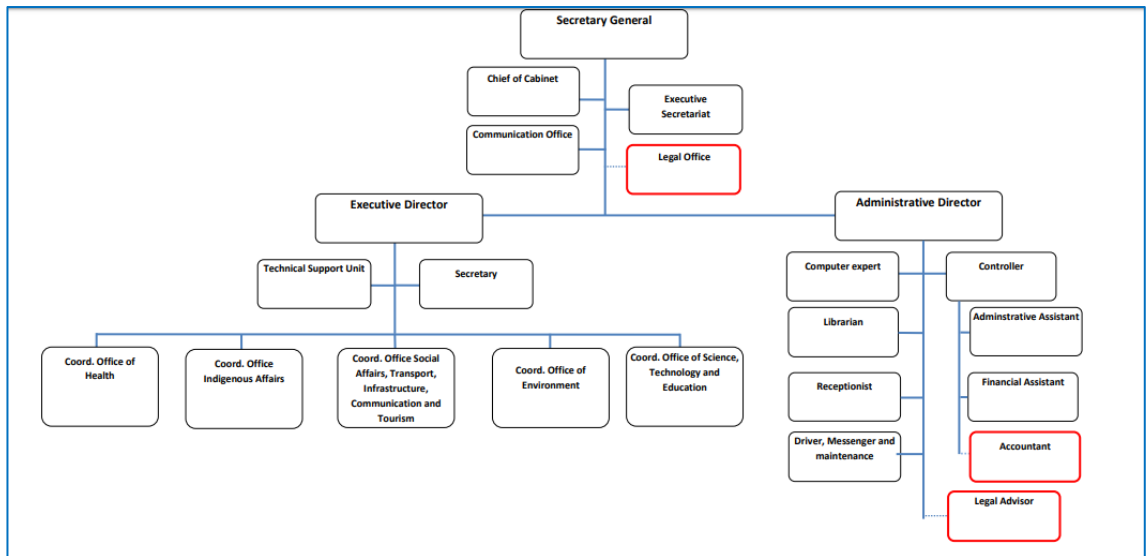 Secretary General
Chief of Cabinet
Executive
Secretariat
Communication Office
Legal Office
Executive Director
Administrative Director
Technical Support Unit
Secretary
Computer expert
Controller
Librarian
Adminstrative Assistant
Coord. Office of
Health
Coord. Office
Indigenous Affairs
Coord. Office Social
Affairs, Transport,
Infrastructure,
Communication and
Tourism
Coord. Office of
Environment
Coord. Office of Science,
Technology and
Education
Receptionist
Financial Assistant
Driver, Messenger and
maintenance
Accountant
Legal Advisor